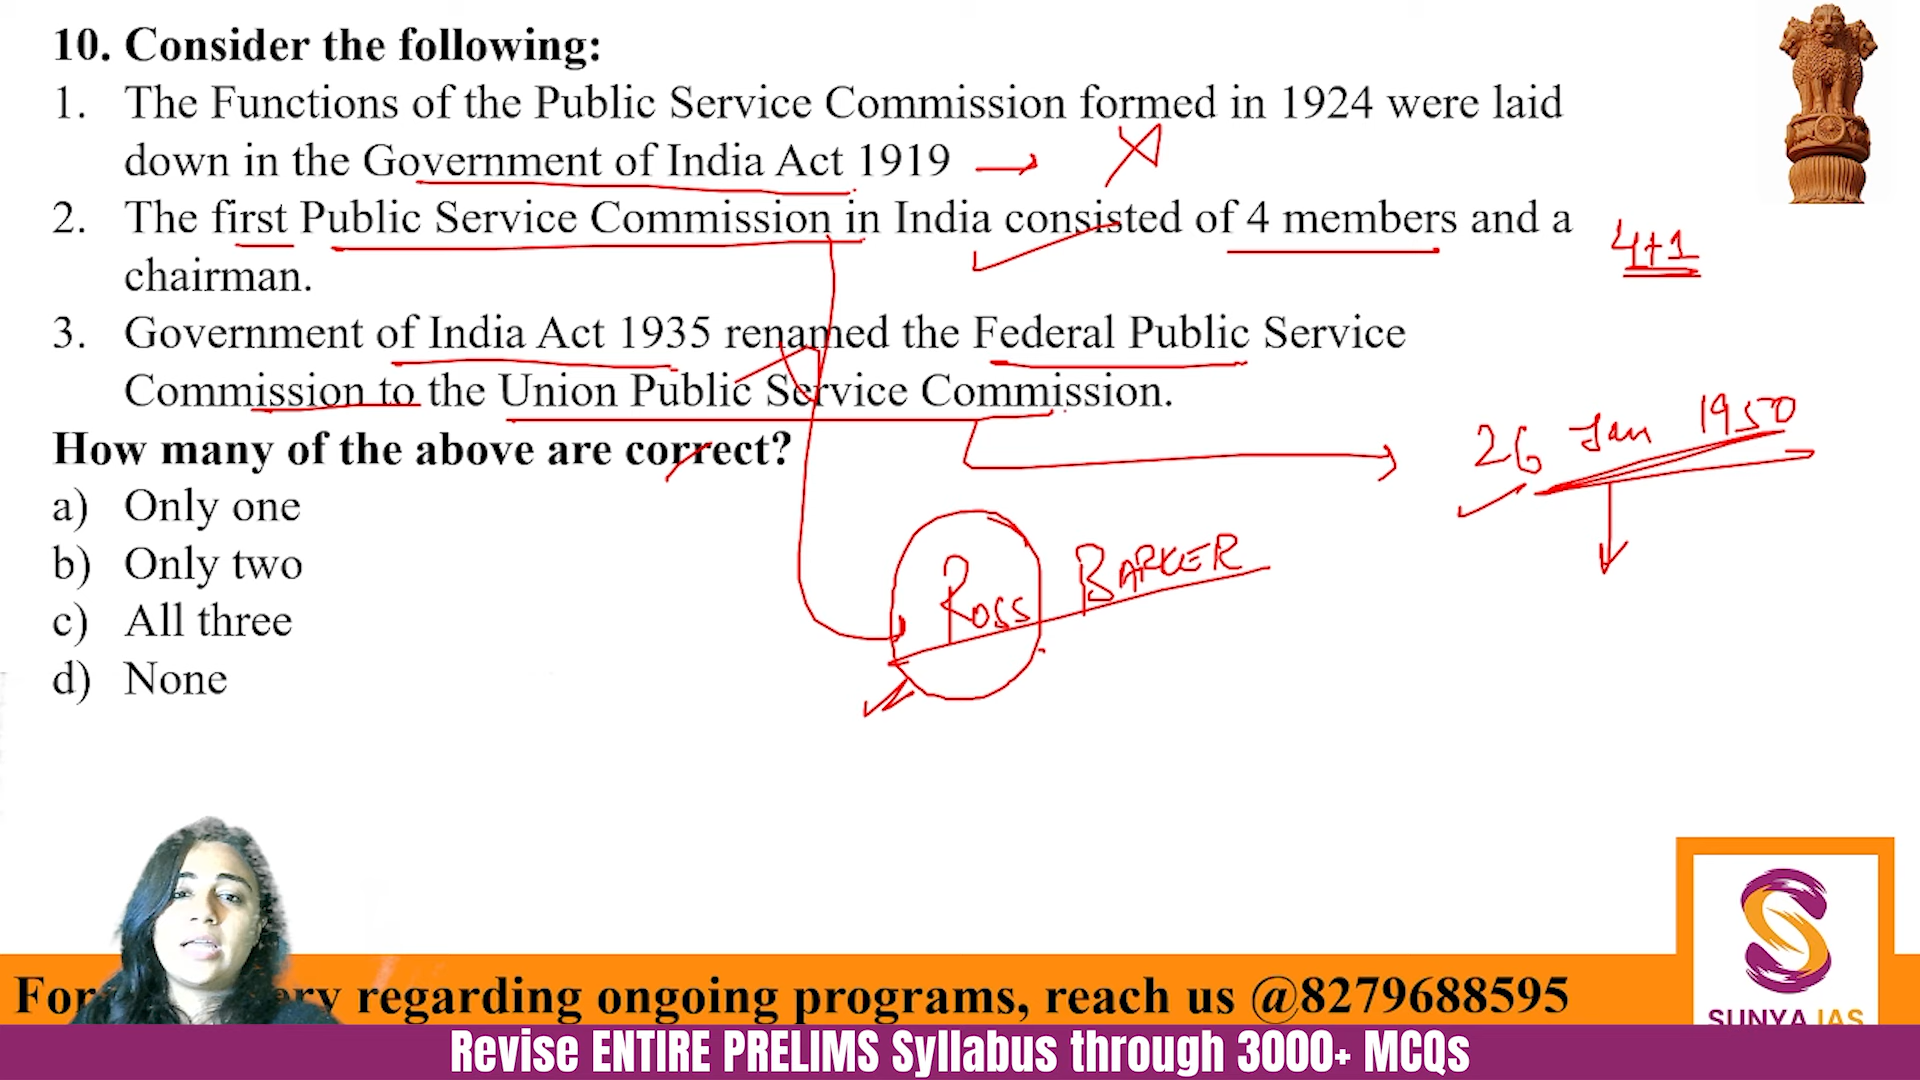 10. Consider the following:
1. The Functions of the Public Service Commission formed in 1924 were laid
down in the Government of India Act 1919
2. The first Public Service Commission in India consisted of 4 members and a
chairman.
4+1
3. Government of India Act 1935 renamed the Federal Public Service
Commission to the Union Public Service Commission.
26 Jan 1950
How many of the above are correct?
a) Only one
b) Only two
c) All three
d) None
ROSS BARKER
For regarding ongoing programs, reach us @8279688595
SUNYA IAS
Revise ENTIRE PRELIMS Syllabus through 3000+ MCQs